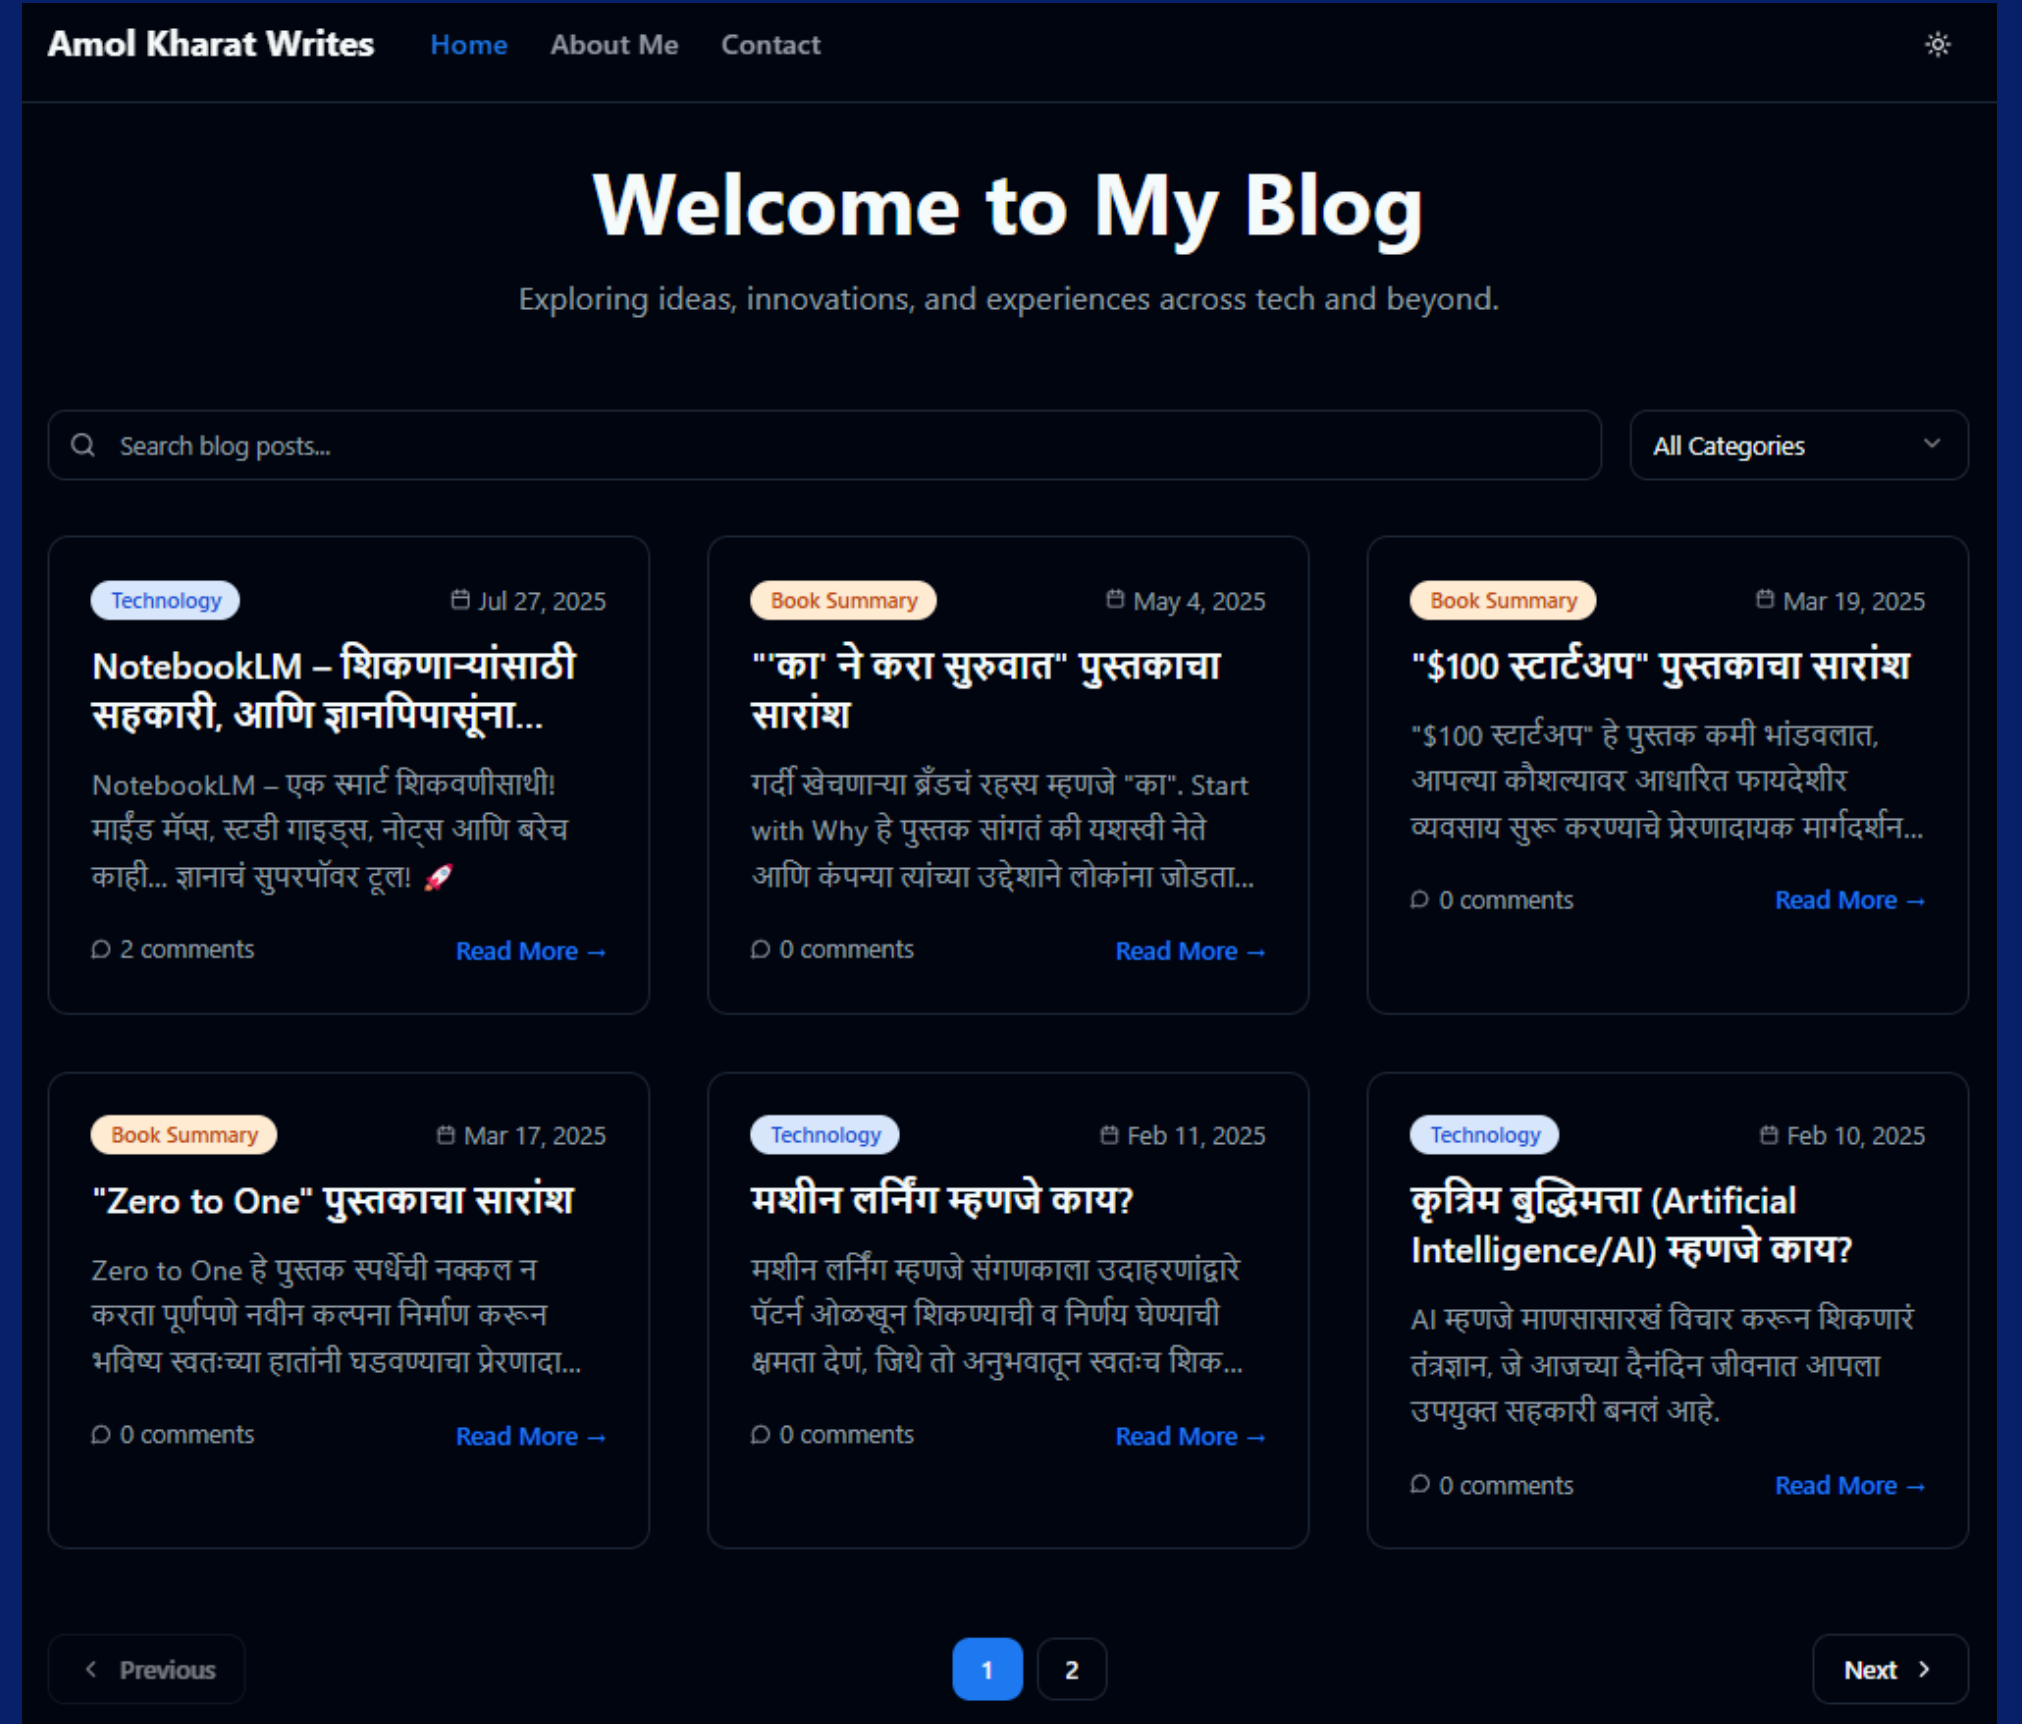 Amol Kharat Writes Home About Me Contact
Welcome to My Blog
Exploring ideas, innovations, and experiences across tech and beyond.
Search blog posts...
All Categories
Technology Jul 27, 2025
NotebookLM – शिकणाऱ्यांसाठी
सहकारी, आणि ज्ञानपिपासूंना...
NotebookLM – एक स्मार्ट शिकवणीसाथी!
माईंड मॅप्स, स्टडी गाइड्स, नोट्स आणि बरेच
काही... ज्ञानाचं सुपरपॉवर टूल! 🚀
2 comments Read More →
Book Summary May 4, 2025
"'का' ने करा सुरुवात" पुस्तकाचा
सारांश
गर्दी खेचणाऱ्या ब्रँडचं रहस्य म्हणजे "का". Start
with Why हे पुस्तक सांगतं की यशस्वी नेते
आणि कंपन्या त्यांच्या उद्देशाने लोकांना जोडता...
0 comments Read More →
Book Summary Mar 19, 2025
"$100 स्टार्टअप" पुस्तकाचा सारांश
"$100 स्टार्टअप" हे पुस्तक कमी भांडवलात,
आपल्या कौशल्यावर आधारित फायदेशीर
व्यवसाय सुरू करण्याचे प्रेरणादायक मार्गदर्शन...
0 comments Read More →
Book Summary Mar 17, 2025
"Zero to One" पुस्तकाचा सारांश
Zero to One हे पुस्तक स्पर्धेची नक्कल न
करता पूर्णपणे नवीन कल्पना निर्माण करून
भविष्य स्वतःच्या हातांनी घडवण्याचा प्रेरणादा...
0 comments Read More →
Technology Feb 11, 2025
मशीन लर्निंग म्हणजे काय?
मशीन लर्निंग म्हणजे संगणकाला उदाहरणांद्वारे
पॅटर्न ओळखून शिकण्याची व निर्णय घेण्याची
क्षमता देणं, जिथे तो अनुभवातून स्वतःच शिक...
0 comments Read More →
Technology Feb 10, 2025
कृत्रिम बुद्धिमत्ता (Artificial
Intelligence/AI) म्हणजे काय?
AI म्हणजे माणसासारखं विचार करून शिकणारं
तंत्रज्ञान, जे आजच्या दैनंदिन जीवनात आपला
उपयुक्त सहकारी बनलं आहे.
0 comments Read More →
Previous 1 2 Next